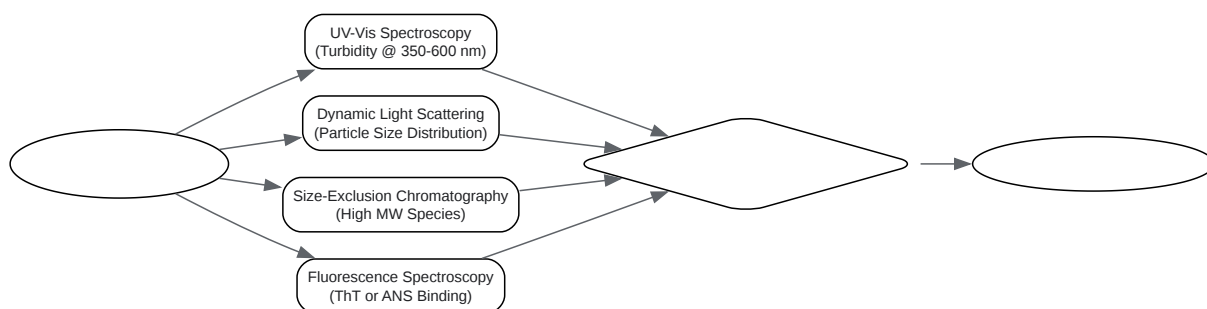 UV-Vis Spectroscopy
(Turbidity @ 350-600 nm)
Dynamic Light Scattering
(Particle Size Distribution)
Size-Exclusion Chromatography
(High MW Species)
Fluorescence Spectroscopy
(ThT or ANS Binding)